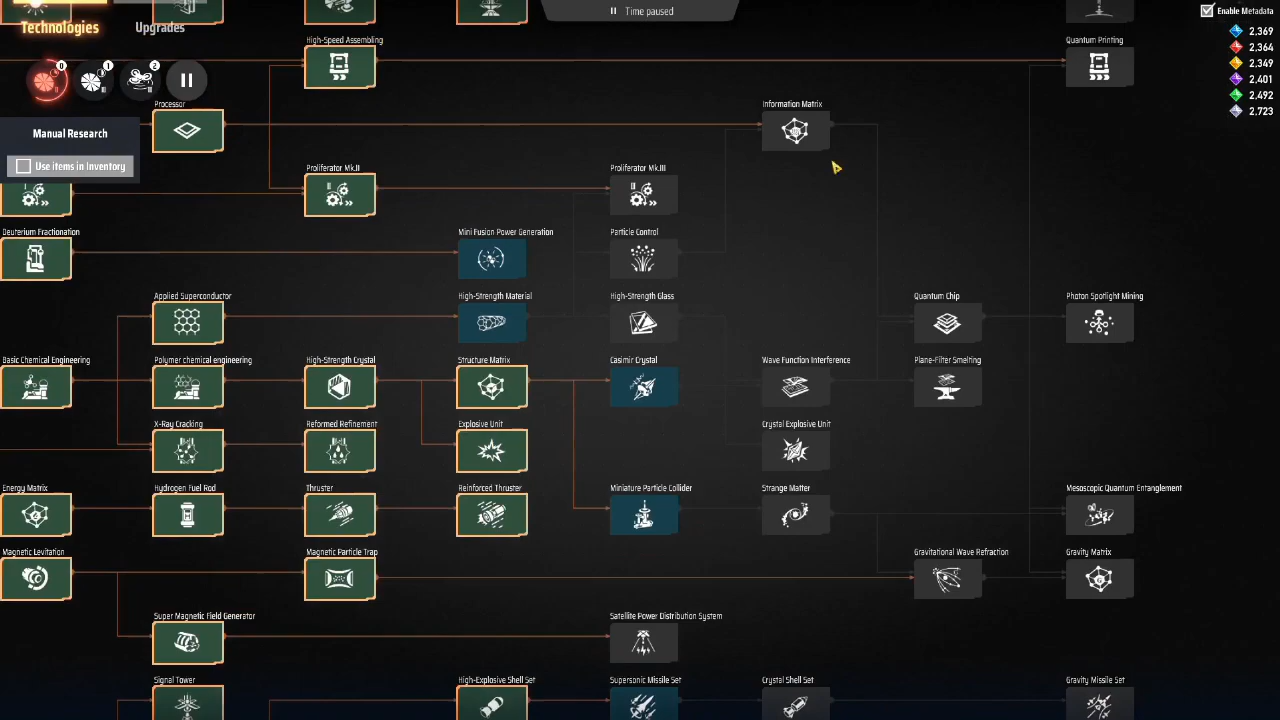 Time paused
Enable Metadata
Technologies
Upgrades
2,369
2,364
2,349
2,401
2,492
2,723
0
1
2
Manual Research
Use items in Inventory
High-Speed Assembling
Quantum Printing
Processor
Information Matrix
Proliferator Mk.II
Proliferator Mk.III
Deuterium Fractionation
Mini Fusion Power Generation
Particle Control
Applied Superconductor
High-Strength Material
High-Strength Glass
Quantum Chip
Photon Spotlight Mining
Basic Chemical Engineering
Polymer chemical engineering
High-Strength Crystal
Structure Matrix
Casimir Crystal
Wave Function Interference
Plane-Filter Smelting
X-Ray Cracking
Reformed Refinement
Explosive Unit
Crystal Explosive Unit
Energy Matrix
Hydrogen Fuel Rod
Thruster
Reinforced Thruster
Miniature Particle Collider
Strange Matter
Mesoscopic Quantum Entanglement
Magnetic Levitation
Magnetic Particle Trap
Gravitational Wave Refraction
Gravity Matrix
Super Magnetic Field Generator
Satellite Power Distribution System
Signal Tower
High-Explosive Shell Set
Supersonic Missile Set
Crystal Shell Set
Gravity Missile Set